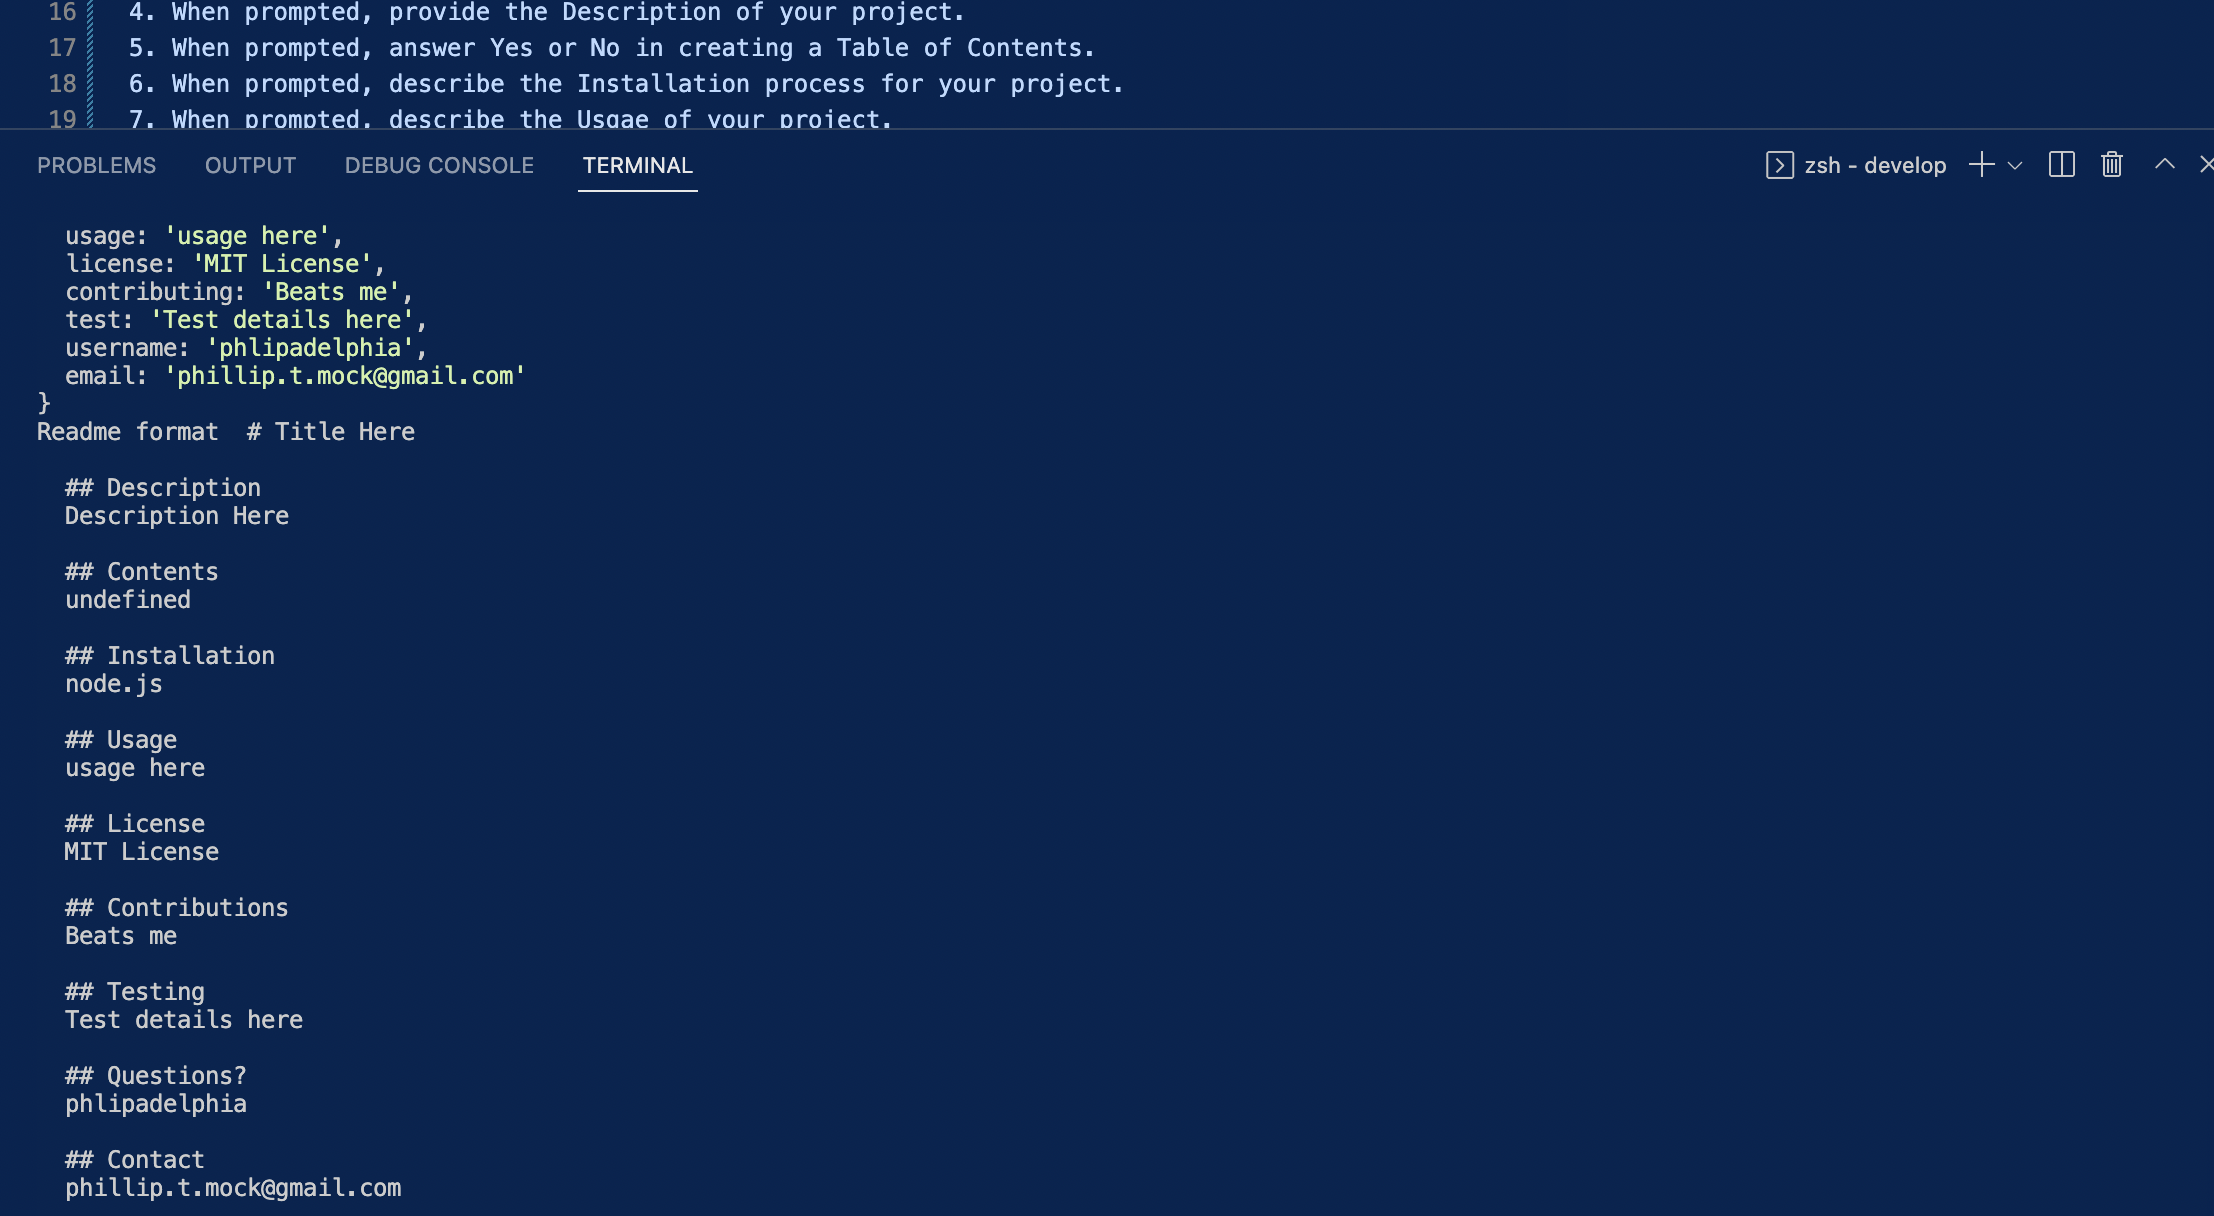 16 4. When prompted, provide the Description of your project.
17 5. When prompted, answer Yes or No in creating a Table of Contents.
18 6. When prompted, describe the Installation process for your project.
19 7. When prompted, describe the Usgae of your project.
PROBLEMS OUTPUT DEBUG CONSOLE TERMINAL zsh - develop
usage: 'usage here',
license: 'MIT License',
contributing: 'Beats me',
test: 'Test details here',
username: 'phlipadelphia',
email: 'phillip.t.mock@gmail.com'
}
Readme format  # Title Here
## Description
Description Here
## Contents
undefined
## Installation
node.js
## Usage
usage here
## License
MIT License
## Contributions
Beats me
## Testing
Test details here
## Questions?
phlipadelphia
## Contact
phillip.t.mock@gmail.com